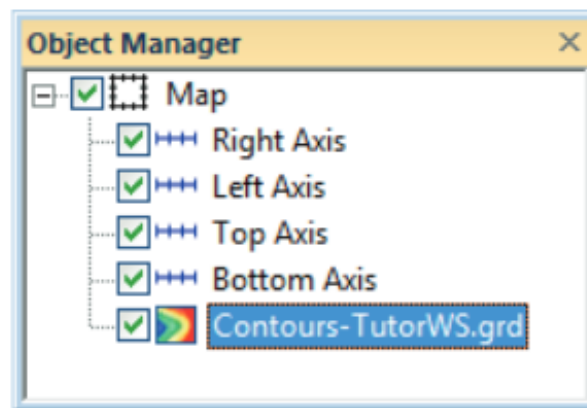 Object Manager
Map
Right Axis
Left Axis
Top Axis
Bottom Axis
Contours-TutorWS.grd